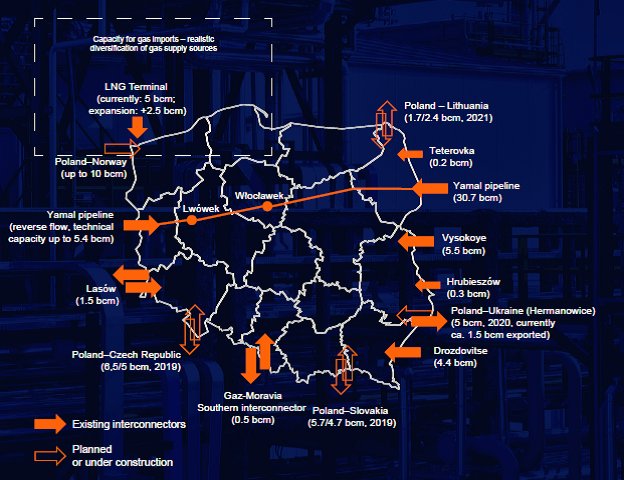 Capacity for gas imports – realistic
diversification of gas supply sources
LNG Terminal
(currently: 5 bcm;
expansion: +2.5 bcm)
Poland – Lithuania
(1.7/2.4 bcm, 2021)
Poland–Norway
(up to 10 bcm)
Teterovka
(0.2 bcm)
Yamal pipeline
(30.7 bcm)
Włocławek
Lwówek
Yamal pipeline
(reverse flow, technical
capacity up to 5.4 bcm)
Vysokoye
(5.5 bcm)
Lasów
(1.5 bcm)
Hrubieszów
(0.3 bcm)
Poland–Ukraine (Hermanowice)
(5 bcm, 2020, currently
ca. 1.5 bcm exported)
Poland–Czech Republic
(6,5/5 bcm, 2019)
Drozdovitse
(4.4 bcm)
Gaz-Moravia
Southern interconnector
(0.5 bcm)
Poland–Slovakia
(5.7/4.7 bcm, 2019)
Existing interconnectors
Planned
or under construction